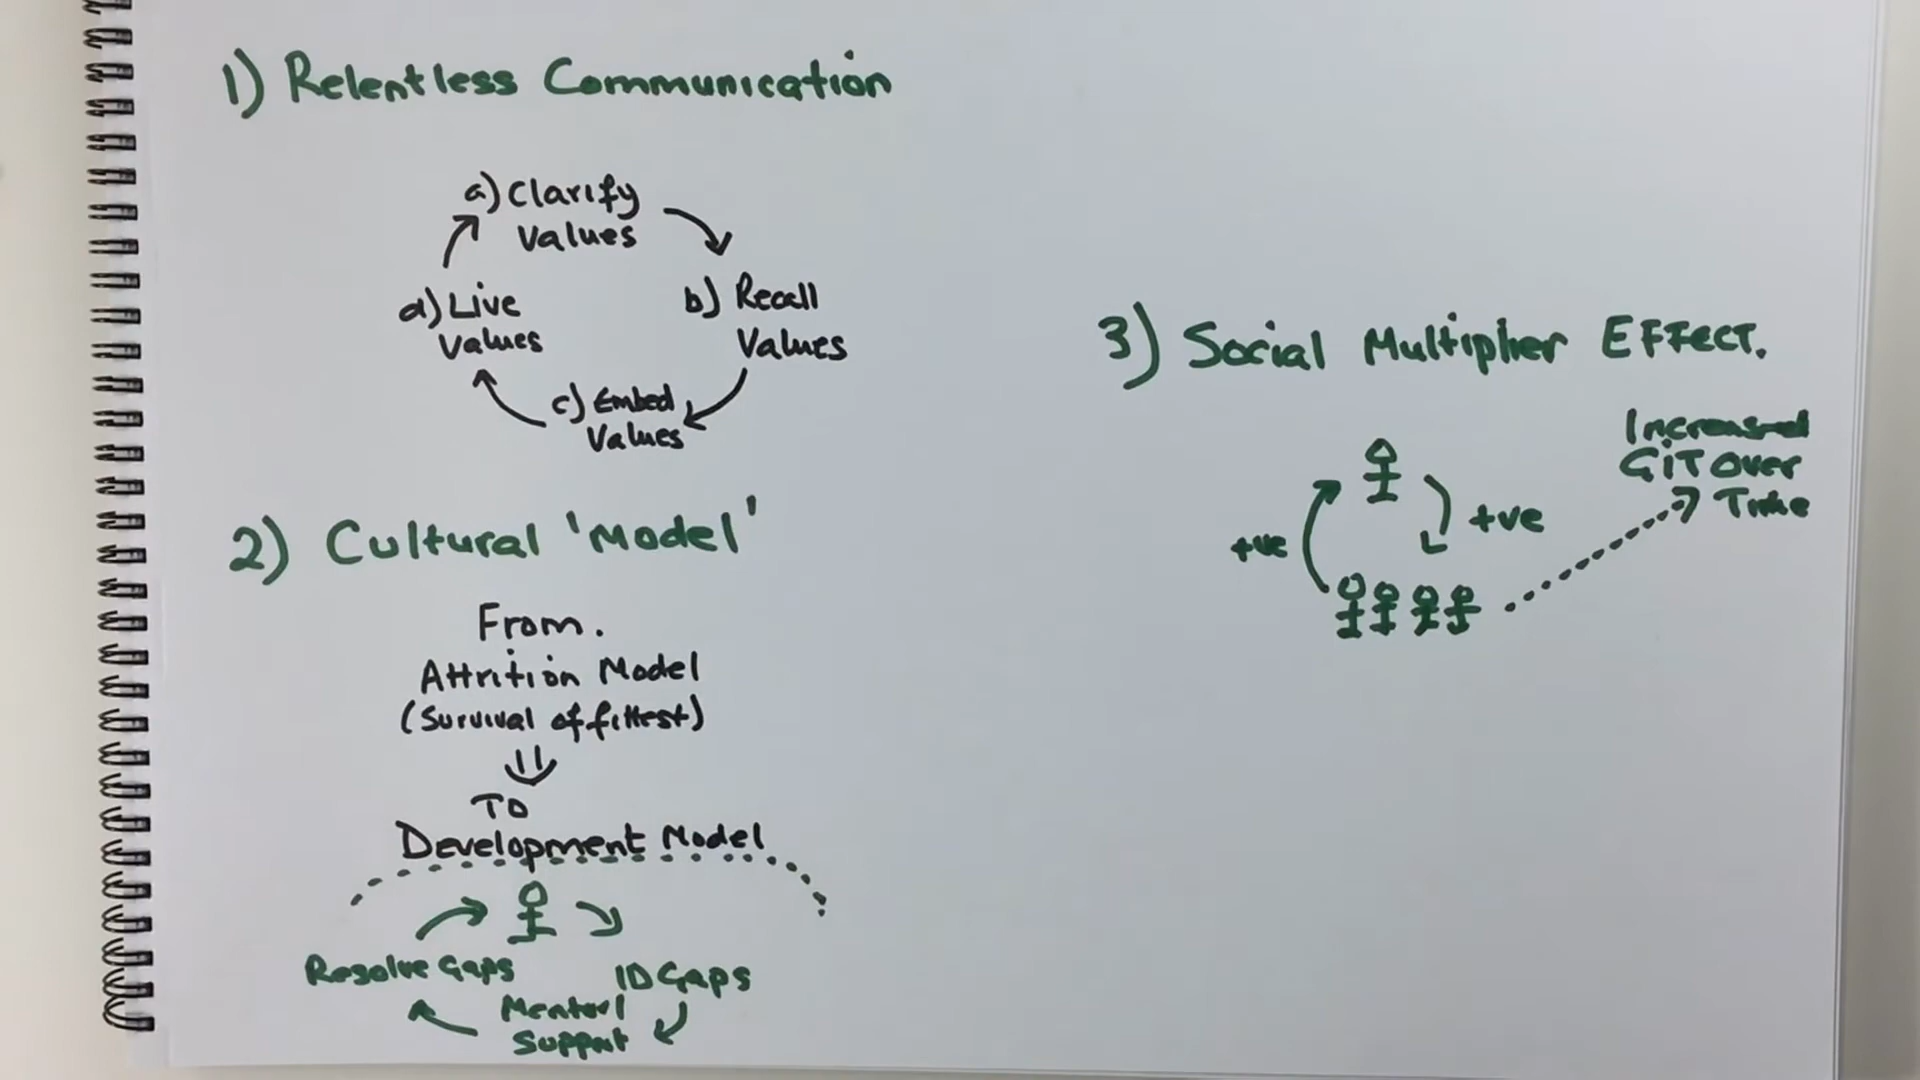 1) Relentless Communication
a) Clarify
Values
b) Recall
Values
c) Embed
Values
d) Live
Values
2) Cultural 'Model'
From.
Attrition Model
(Survival of fittest)
TO
Development Model
ID Gaps
Mentor/
Support
Resolve Gaps
3) Social Multiplier EFFECT.
+ve
+ve
Increased
GiT Over
Time